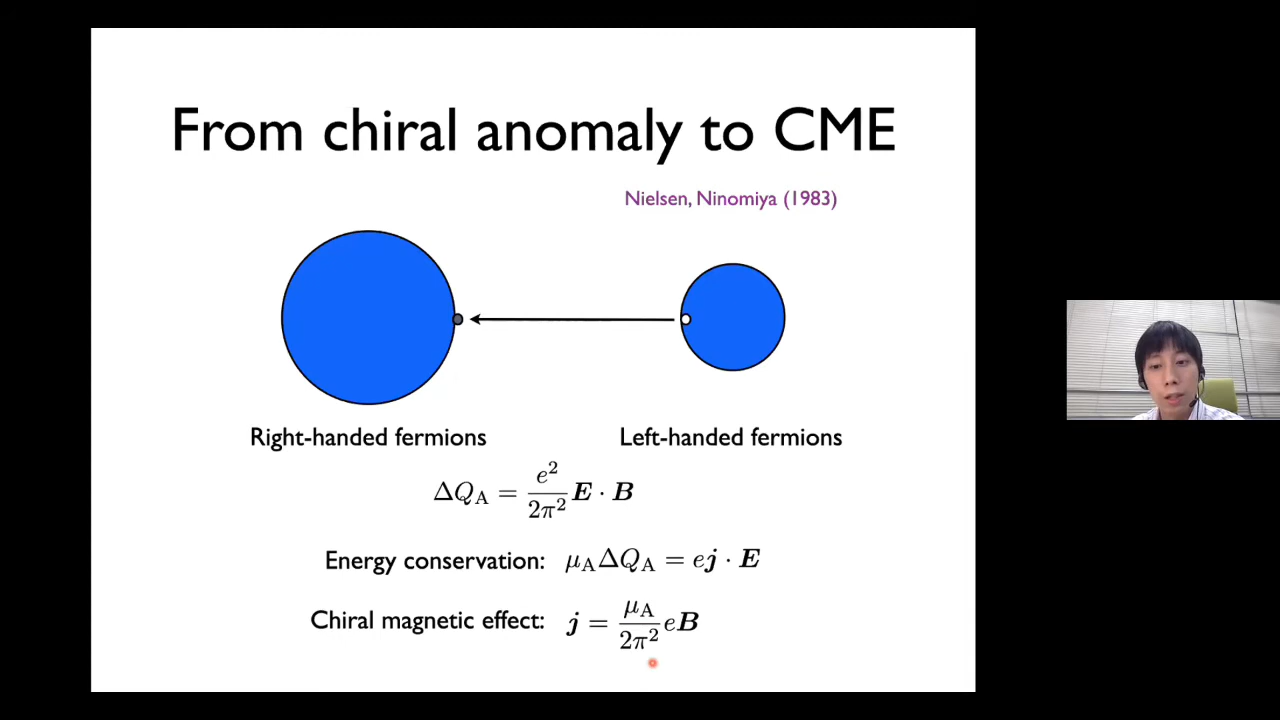 From chiral anomaly to CME
Nielsen, Ninomiya (1983)
Right-handed fermions
Left-handed fermions
ΔQ_A = e²/2π² E · B
Energy conservation: μ_A ΔQ_A = ej · E
Chiral magnetic effect: j = μ_A/2π² eB